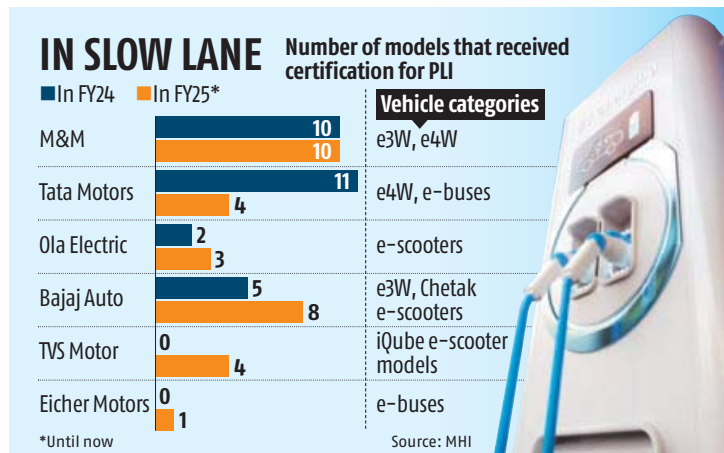 IN SLOW LANE
Number of models that received
certification for PLI
In FY24 In FY25*
Vehicle categories
M&M 10 10 e3W, e4W
Tata Motors 11 4 e4W, e-buses
Ola Electric 2 3 e-scooters
Bajaj Auto 5 8 e3W, Chetak
e-scooters
TVS Motor 0 4 iQube e-scooter
models
Eicher Motors 0 1 e-buses
*Until now Source: MHI